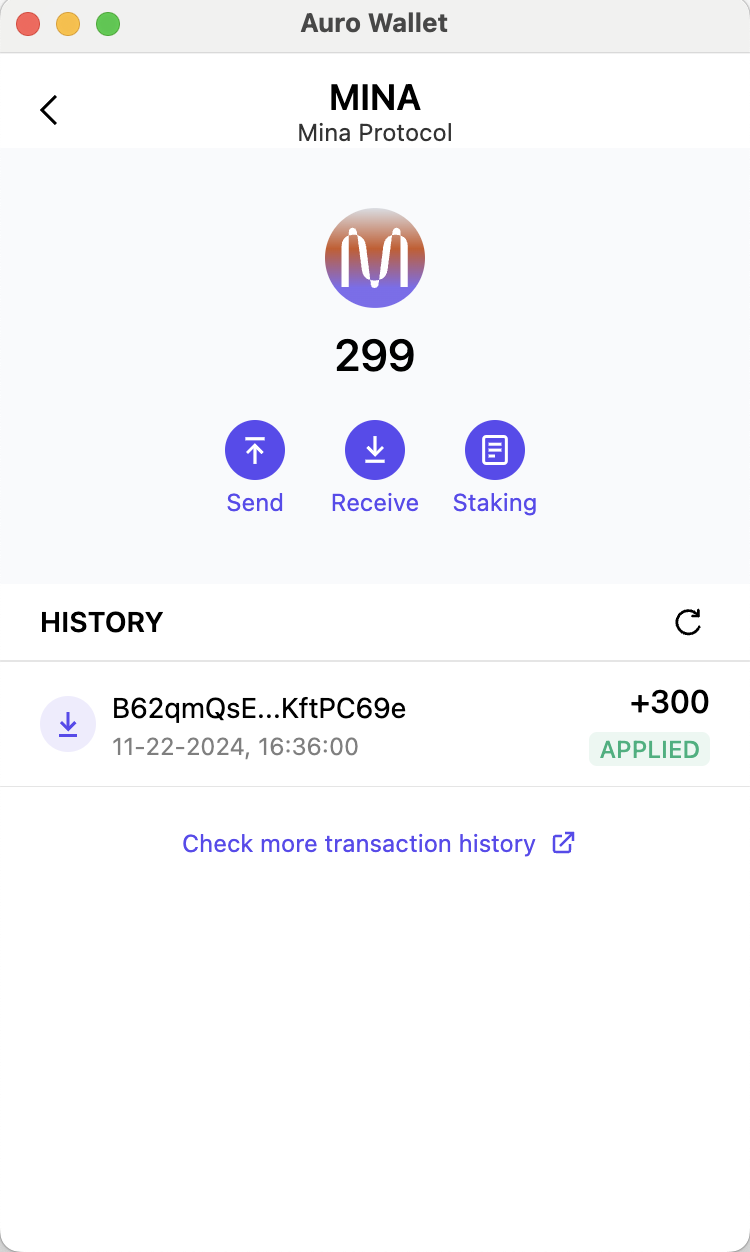 Auro Wallet
MINA
Mina Protocol
299
Send Receive Staking
HISTORY
B62qmQsE...KftPC69e +300
11-22-2024, 16:36:00 APPLIED
Check more transaction history